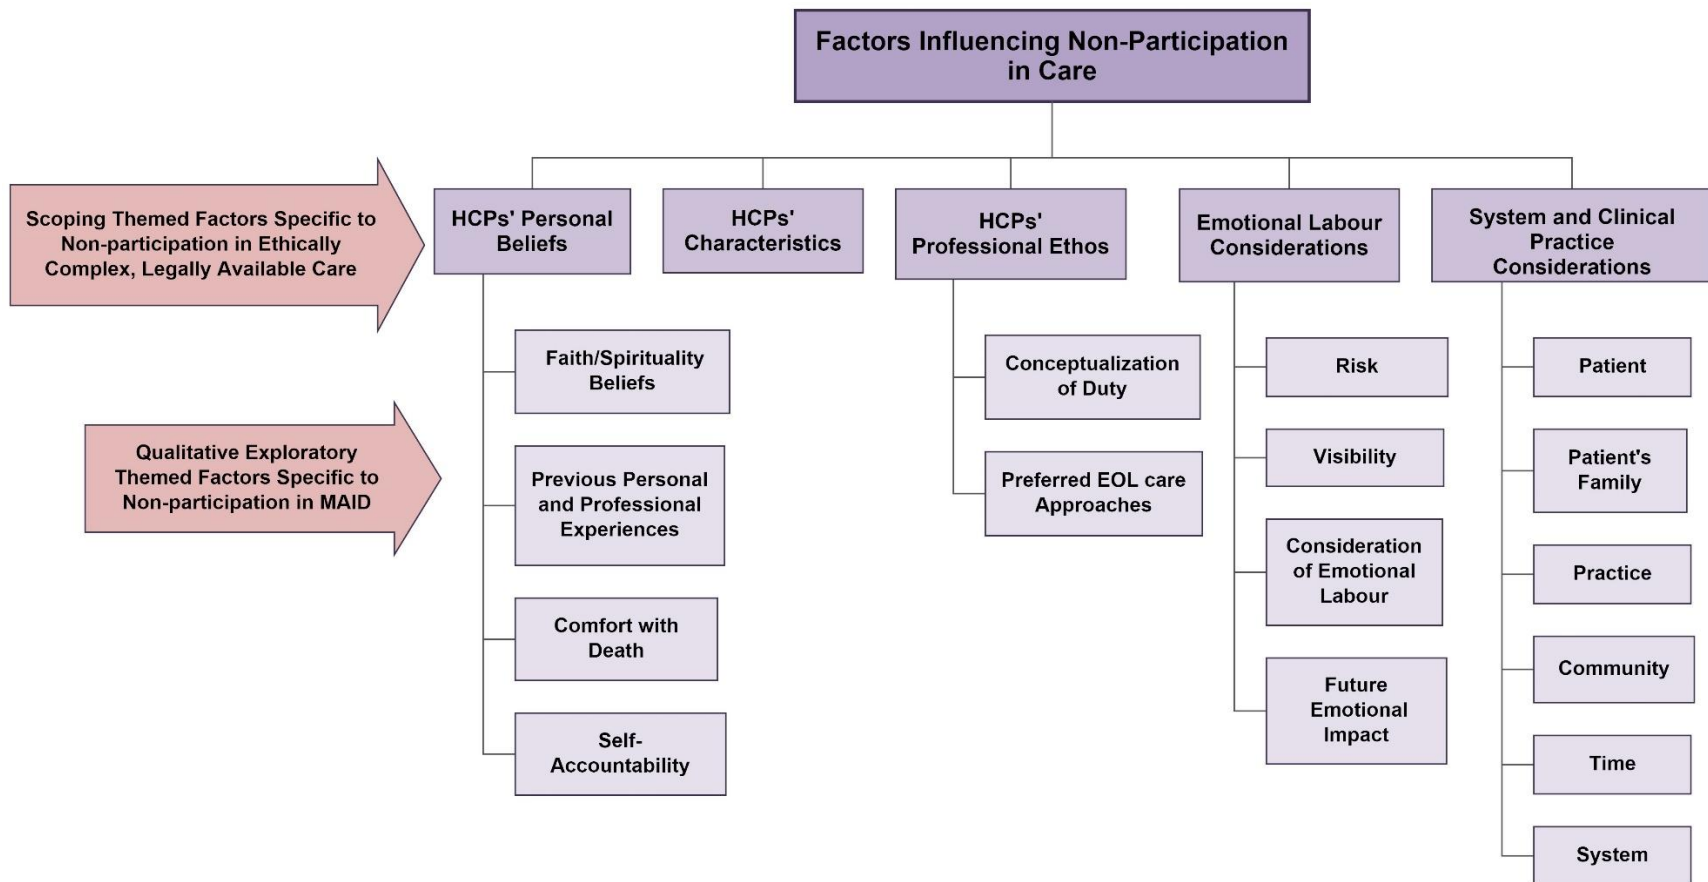 Factors Influencing Non-Participation
in Care
Scoping Themed Factors Specific to
Non-participation in Ethically
Complex, Legally Available Care
HCPs' Personal
Beliefs
HCPs'
Characteristics
HCPs'
Professional Ethos
Emotional Labour
Considerations
System and Clinical
Practice
Considerations
Qualitative Exploratory
Themed Factors Specific to
Non-participation in MAID
Faith/Spirituality
Beliefs
Previous Personal
and Professional
Experiences
Comfort with
Death
Self-
Accountability
Conceptualization
of Duty
Preferred EOL care
Approaches
Risk
Visibility
Consideration
of Emotional
Labour
Future
Emotional
Impact
Patient
Patient's
Family
Practice
Community
Time
System